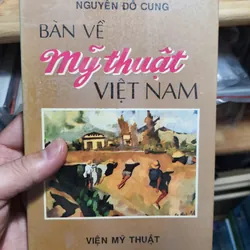 NGUYỄN ĐỖ CUNG
BÀN VỀ
Mỹ thuật
VIỆT NAM
VIỆN MỸ THUẬT